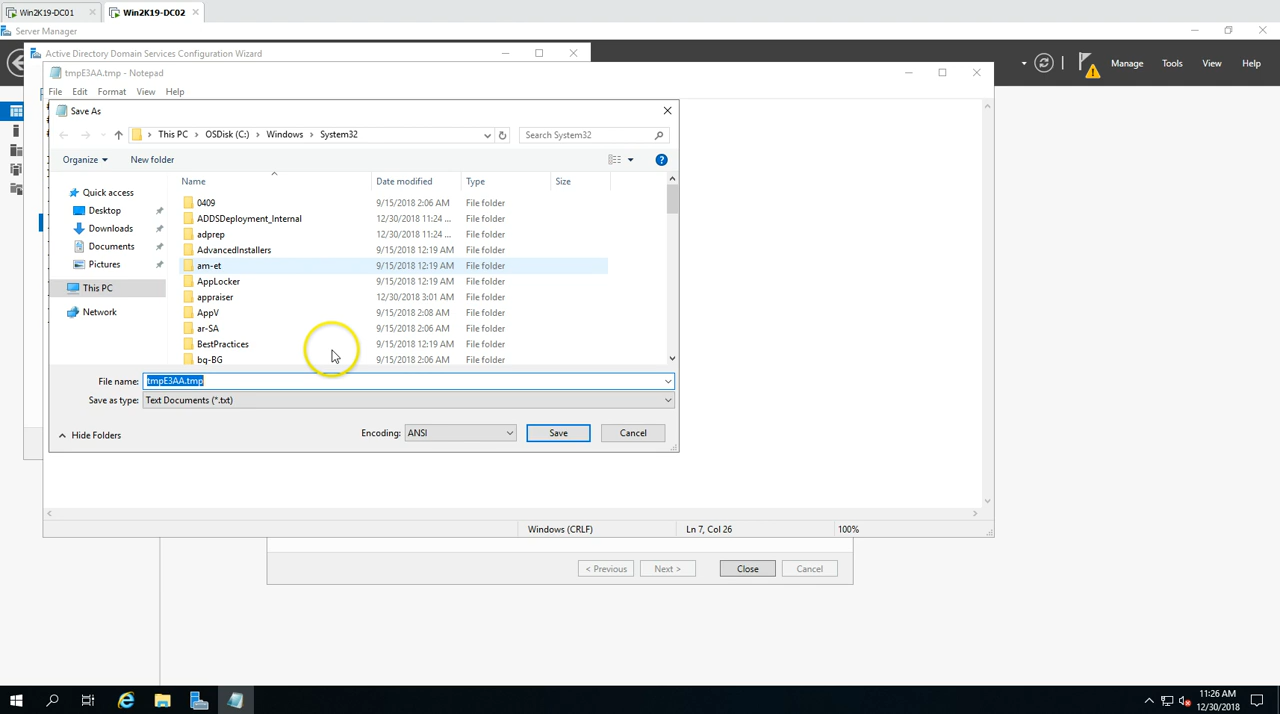 Win2K19-DC01
Win2K19-DC02
Server Manager
Active Directory Domain Services Configuration Wizard
Manage Tools View Help
tmpE3AA.tmp - Notepad
File Edit Format View Help
Save As
This PC > OSDisk (C:) > Windows > System32
Search System32
Organize New folder
Name Date modified Type Size
Quick access
Desktop
Downloads
Documents
Pictures
This PC
Network
0409 9/15/2018 2:06 AM File folder
ADDSDeployment_Internal 12/30/2018 11:24 ... File folder
adprep 12/30/2018 11:24 ... File folder
AdvancedInstallers 9/15/2018 12:19 AM File folder
am-et 9/15/2018 12:19 AM File folder
AppLocker 9/15/2018 12:19 AM File folder
appraiser 12/30/2018 3:01 AM File folder
AppV 9/15/2018 2:08 AM File folder
ar-SA 9/15/2018 2:06 AM File folder
BestPractices 9/15/2018 12:19 AM File folder
bg-BG 9/15/2018 2:06 AM File folder
File name: tmpE3AA.tmp
Save as type: Text Documents (*.txt)
Hide Folders
Encoding: ANSI
Save
Cancel
Windows (CRLF)
Ln 7, Col 26
100%
< Previous Next > Close Cancel
11:26 AM
12/30/2018